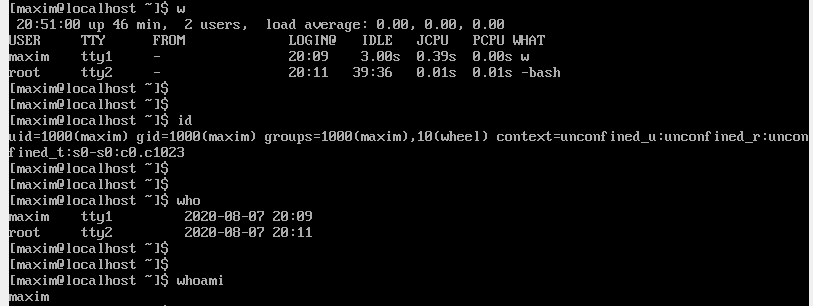 [maxim@localhost ~]$ w
 20:51:00 up 46 min,  2 users,  load average: 0.00, 0.00, 0.00
USER     TTY      FROM             LOGIN@   IDLE   JCPU   PCPU WHAT
maxim    tty1     -                20:09    3.00s  0.39s  0.00s w
root     tty2     -                20:11   39:36   0.01s  0.01s -bash
[maxim@localhost ~]$
[maxim@localhost ~]$
[maxim@localhost ~]$ id
uid=1000(maxim) gid=1000(maxim) groups=1000(maxim),10(wheel) context=unconfined_u:unconfined_r:uncon
fined_t:s0-s0:c0.c1023
[maxim@localhost ~]$
[maxim@localhost ~]$
[maxim@localhost ~]$ who
maxim    tty1         2020-08-07 20:09
root     tty2         2020-08-07 20:11
[maxim@localhost ~]$
[maxim@localhost ~]$
[maxim@localhost ~]$ whoami
maxim